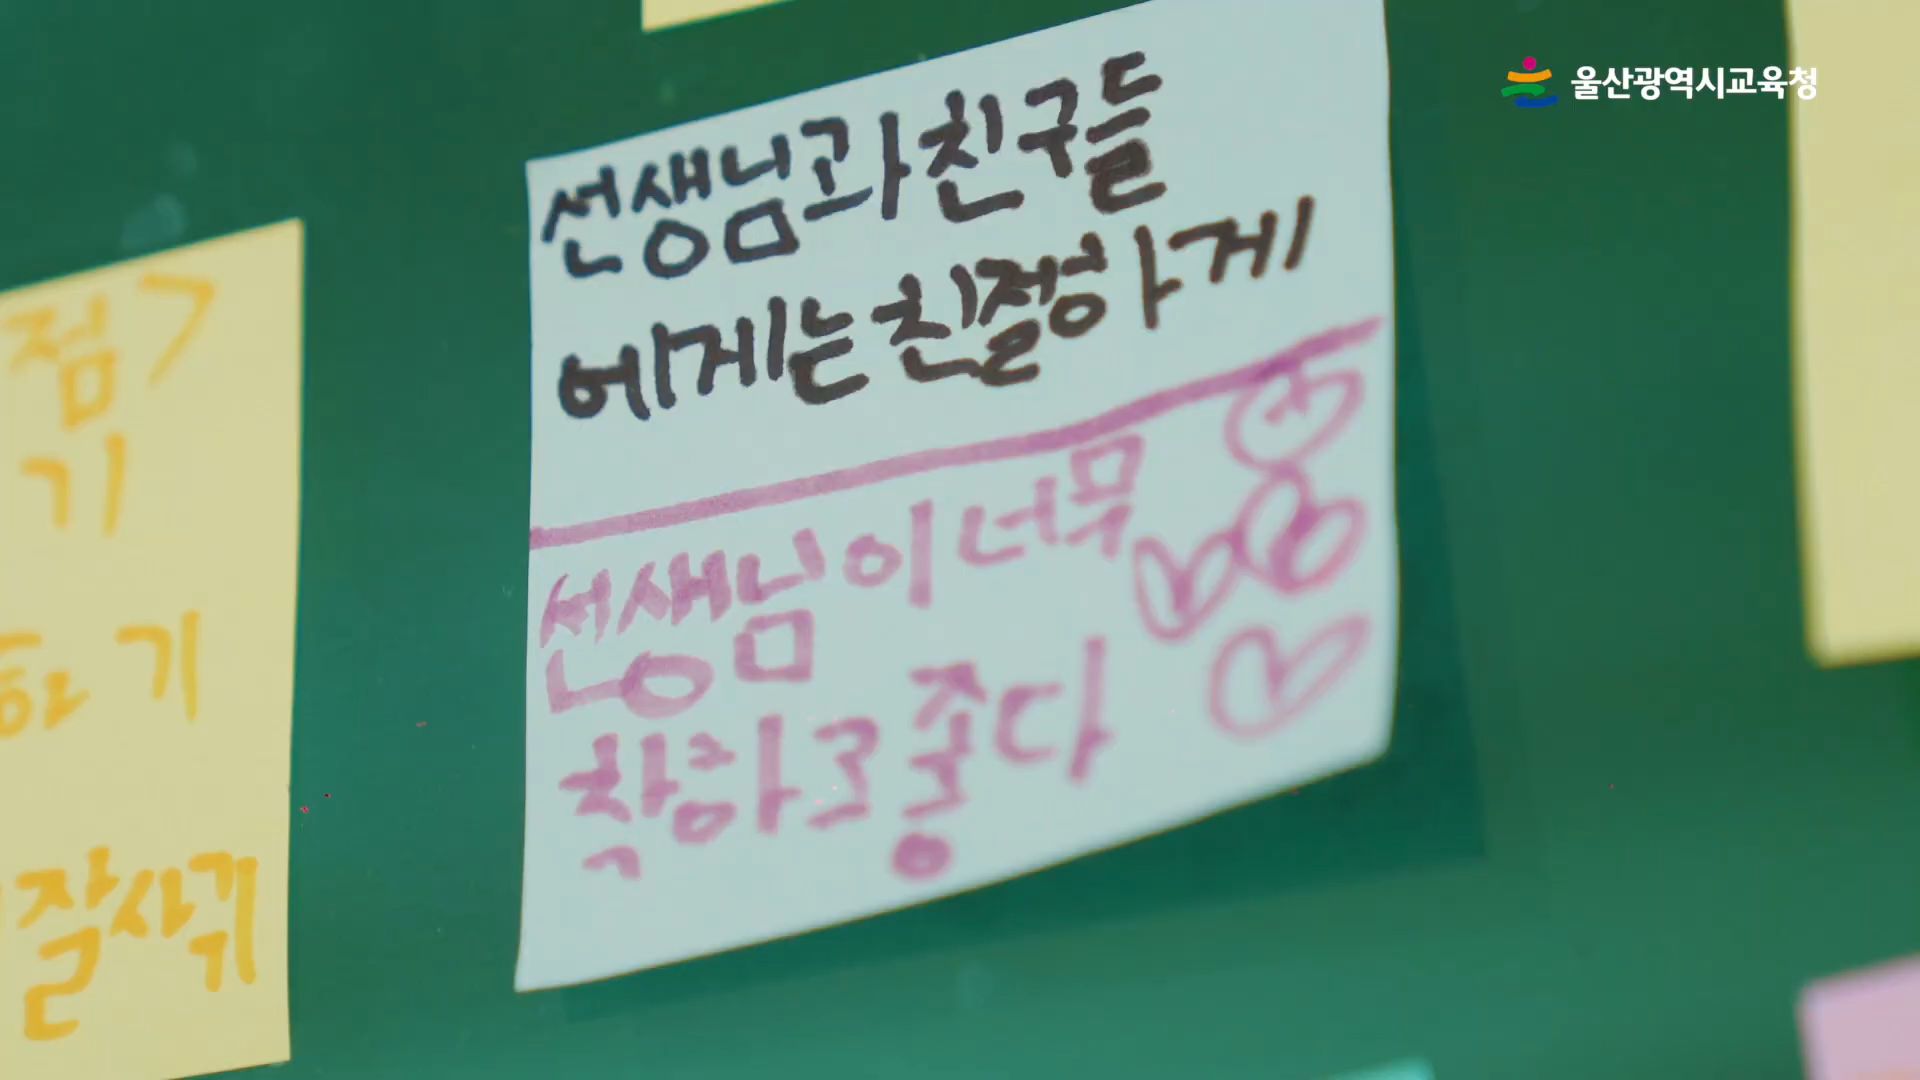 울산광역시교육청
선생님과 친구들
에게는 친절하게
선생님이 너무
착하고 좋다
기
하기
잘사귀